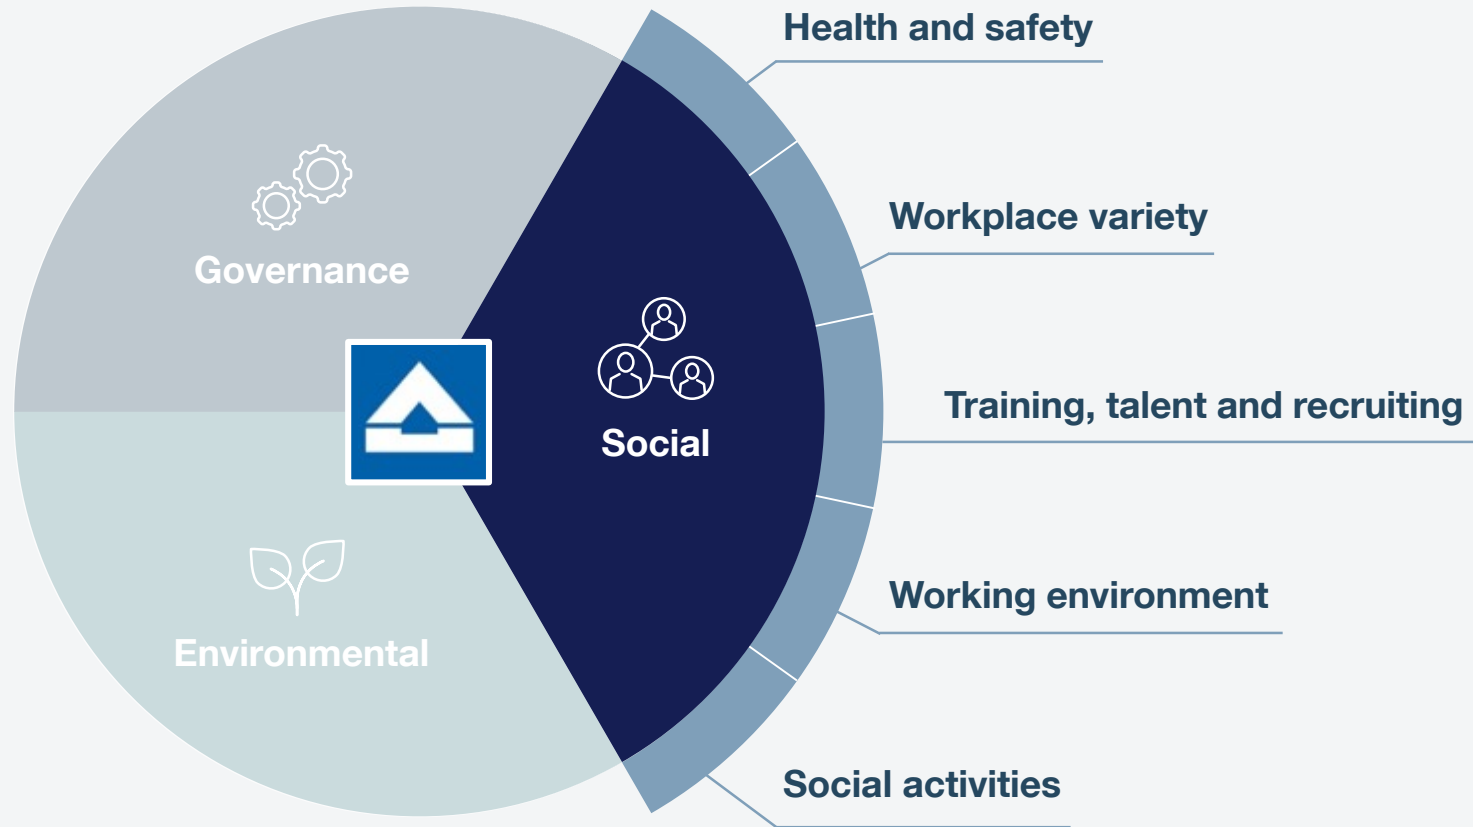 Health and safety
Workplace variety
Governance
Training, talent and recruiting
Social
Working environment
Environmental
Social activities